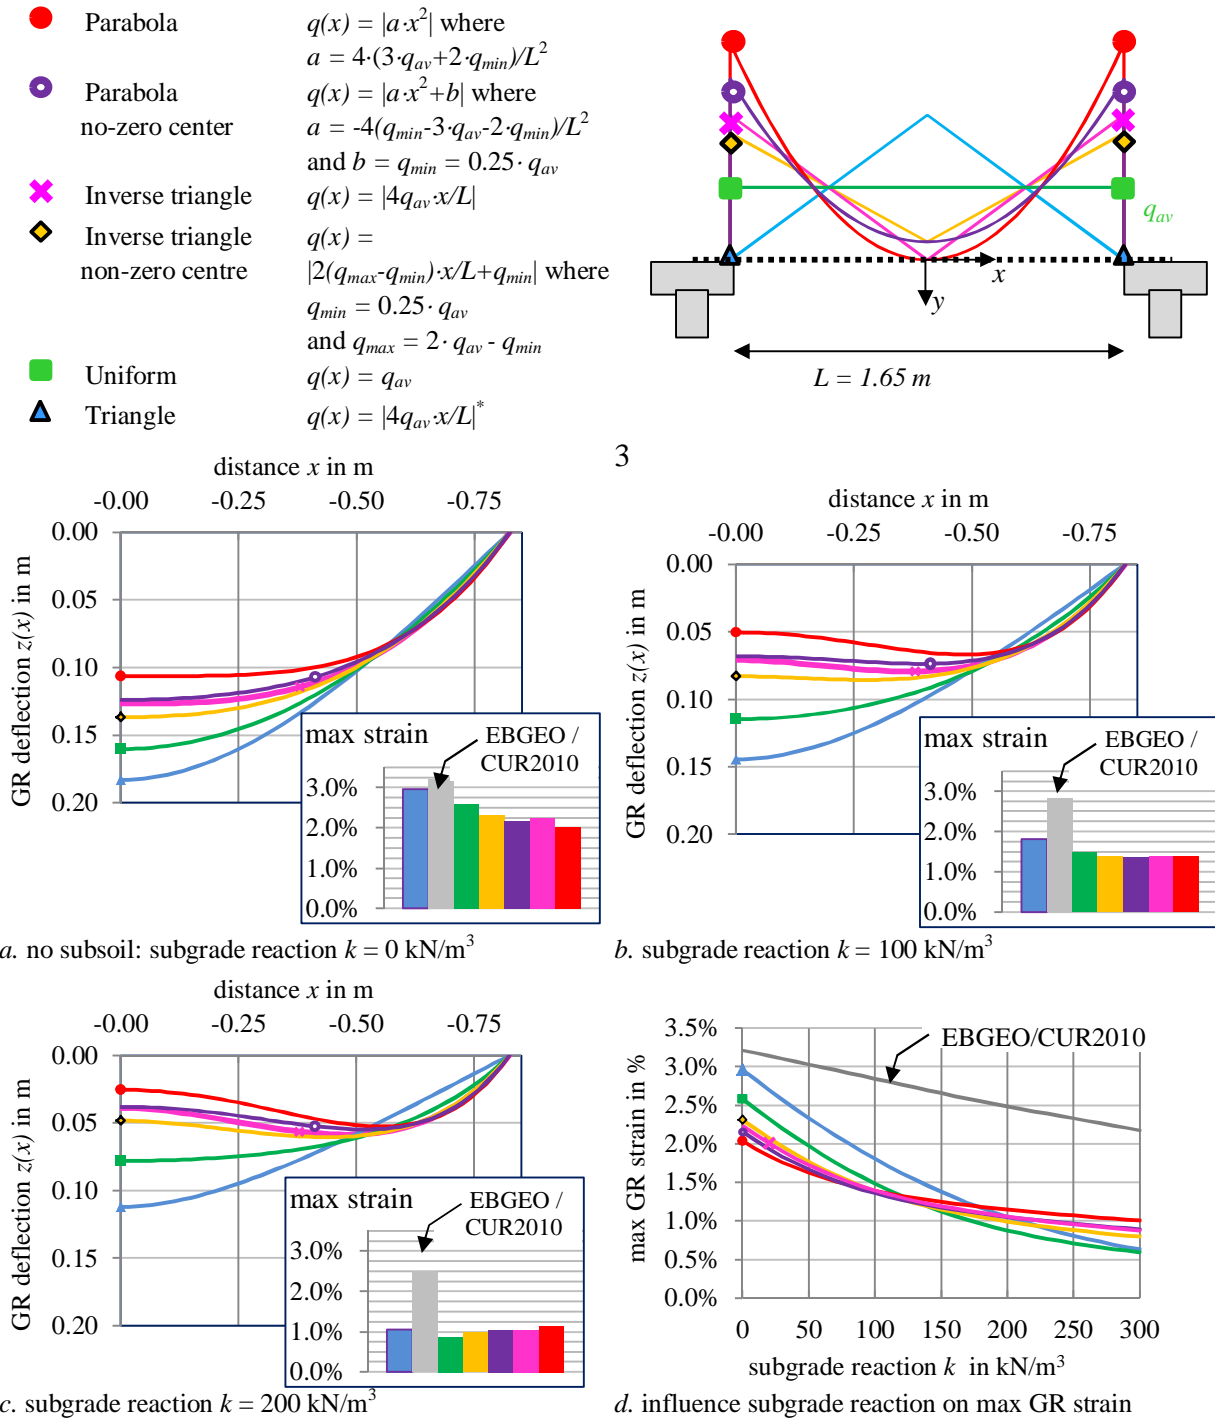 Parabola q(x) = |a·x²| where
a = 4·(3·qav+2·qmin)/L²
Parabola q(x) = |a·x²+b| where
no-zero center a = -4(qmin-3·qav-2·qmin)/L²
and b = qmin = 0.25· qav
Inverse triangle q(x) = |4qav·x/L|
Inverse triangle q(x) =
non-zero centre |2(qmax-qmin)·x/L+qmin| where
qmin = 0.25· qav
and qmax = 2· qav - qmin
Uniform q(x) = qav
Triangle q(x) = |4qav·x/L|*
qav
x
y
L = 1.65 m
3
distance x in m
-0.00 -0.25 -0.50 -0.75
GR deflection z(x) in m
0.00
0.05
0.10
0.15
0.20
max strain
EBGEO /
CUR2010
3.0%
2.0%
1.0%
0.0%
a. no subsoil: subgrade reaction k = 0 kN/m³
distance x in m
-0.00 -0.25 -0.50 -0.75
GR deflection z(x) in m
0.00
0.05
0.10
0.15
0.20
max strain
EBGEO /
CUR2010
3.0%
2.0%
1.0%
0.0%
b. subgrade reaction k = 100 kN/m³
distance x in m
-0.00 -0.25 -0.50 -0.75
GR deflection z(x) in m
0.00
0.05
0.10
0.15
0.20
max strain
EBGEO /
CUR2010
3.0%
2.0%
1.0%
0.0%
c. subgrade reaction k = 200 kN/m³
max GR strain in %
3.5%
3.0%
2.5%
2.0%
1.5%
1.0%
0.5%
0.0%
EBGEO/CUR2010
0 50 100 150 200 250 300
subgrade reaction k in kN/m³
d. influence subgrade reaction on max GR strain